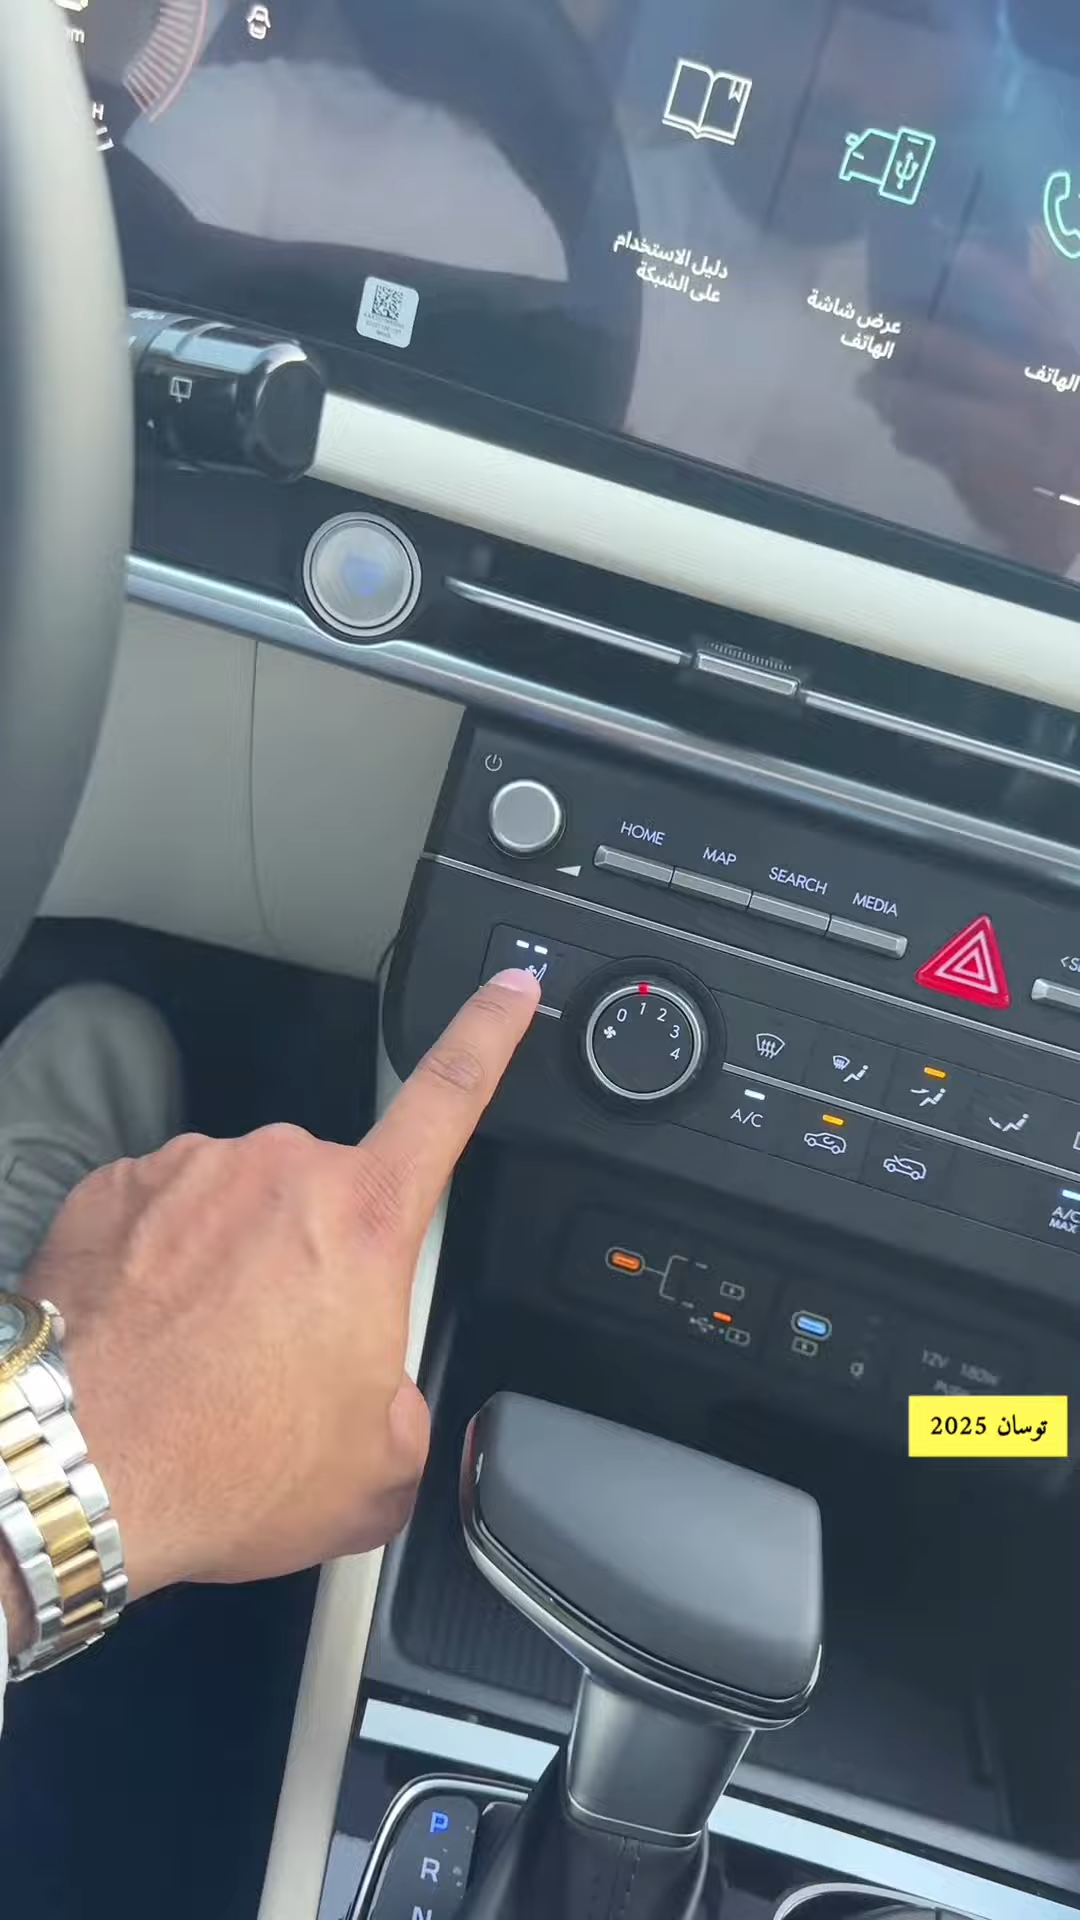 H
دليل الاستخدام
على الشبكة
عرض شاشة
الهاتف
الهاتف
HOME
MAP
SEARCH
MEDIA
0 1 2 3 4
A/C
A/C
MAX
12V 180W
توسان 2025
P
R
N